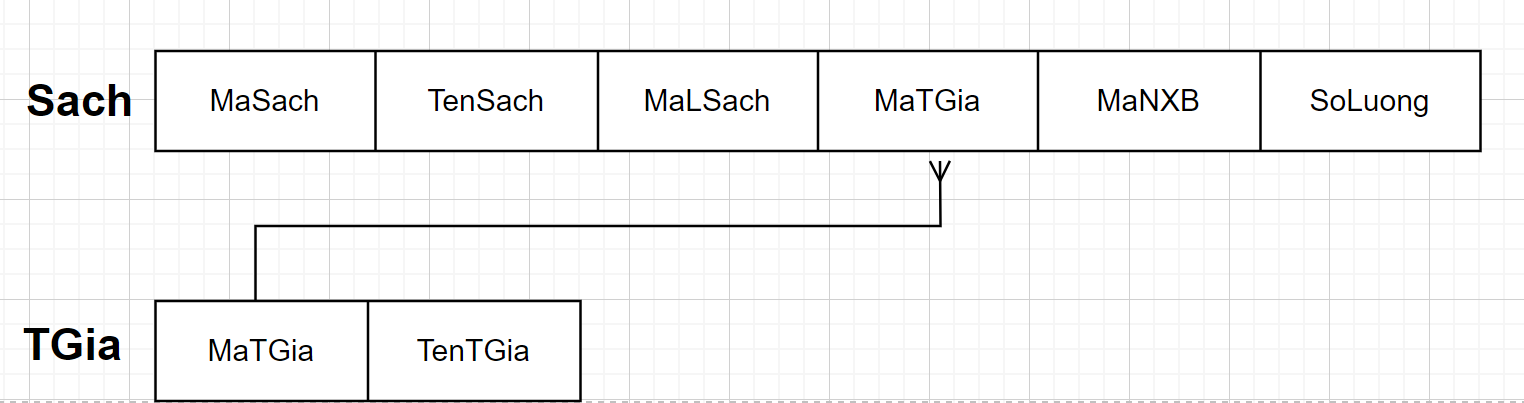 Sach MaSach TenSach MaLSach MaTGia MaNXB SoLuong
TGia MaTGia TenTGia